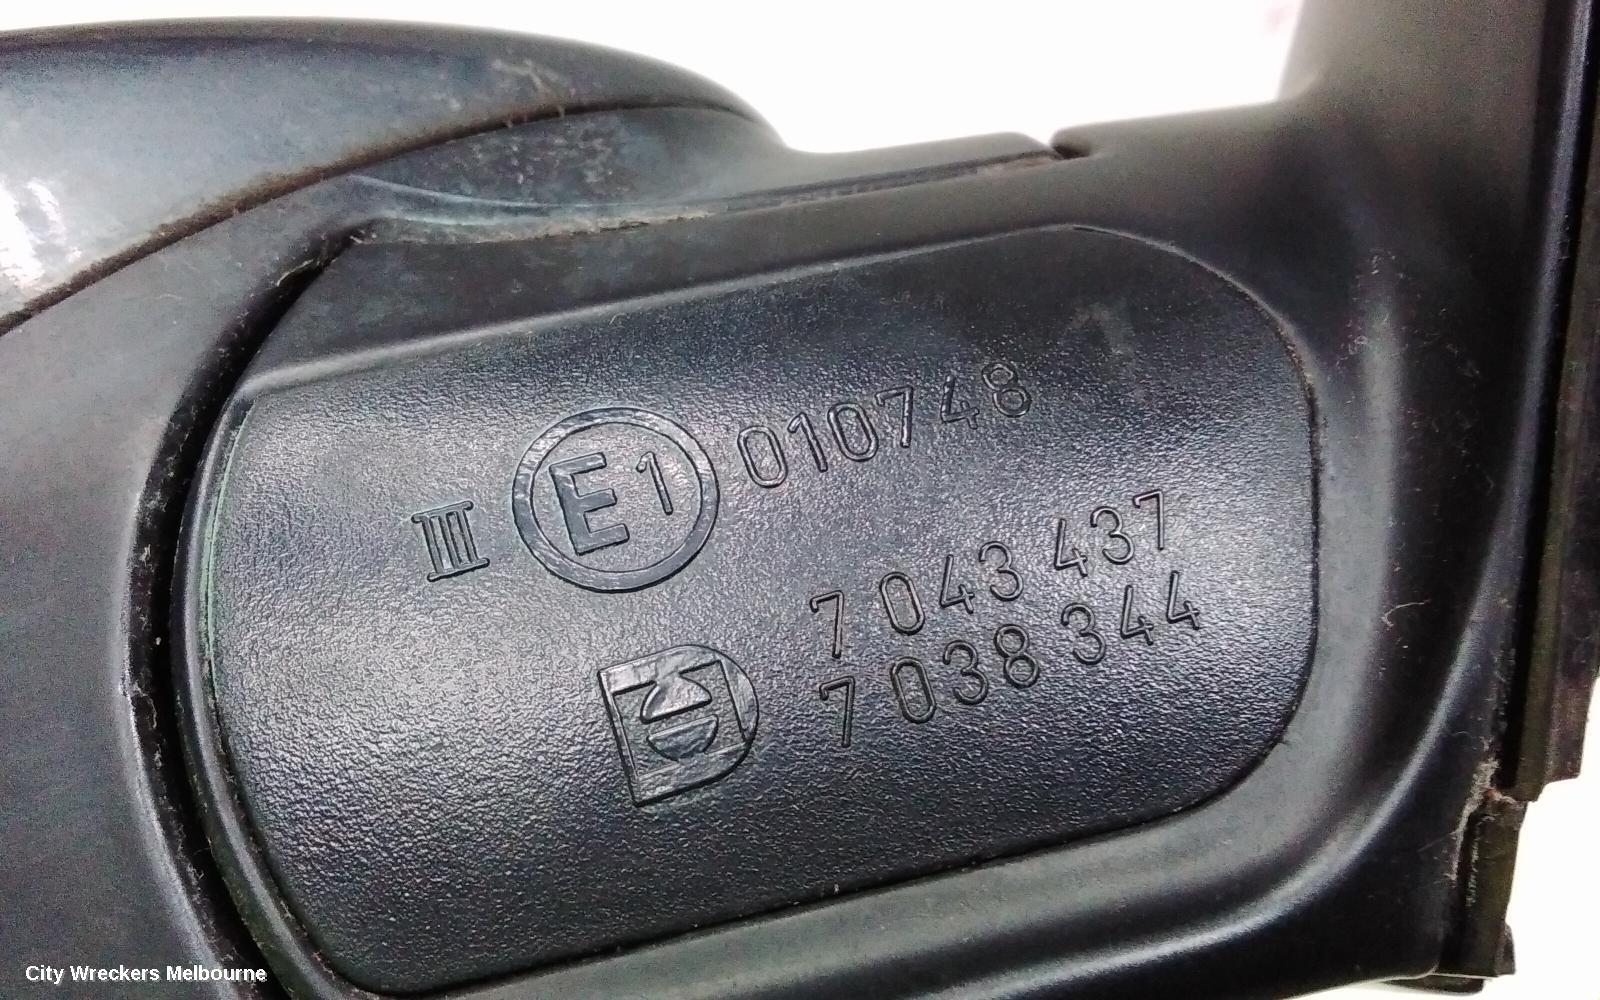 III E1 010748
7 043 437
7 038 344
City Wreckers Melbourne